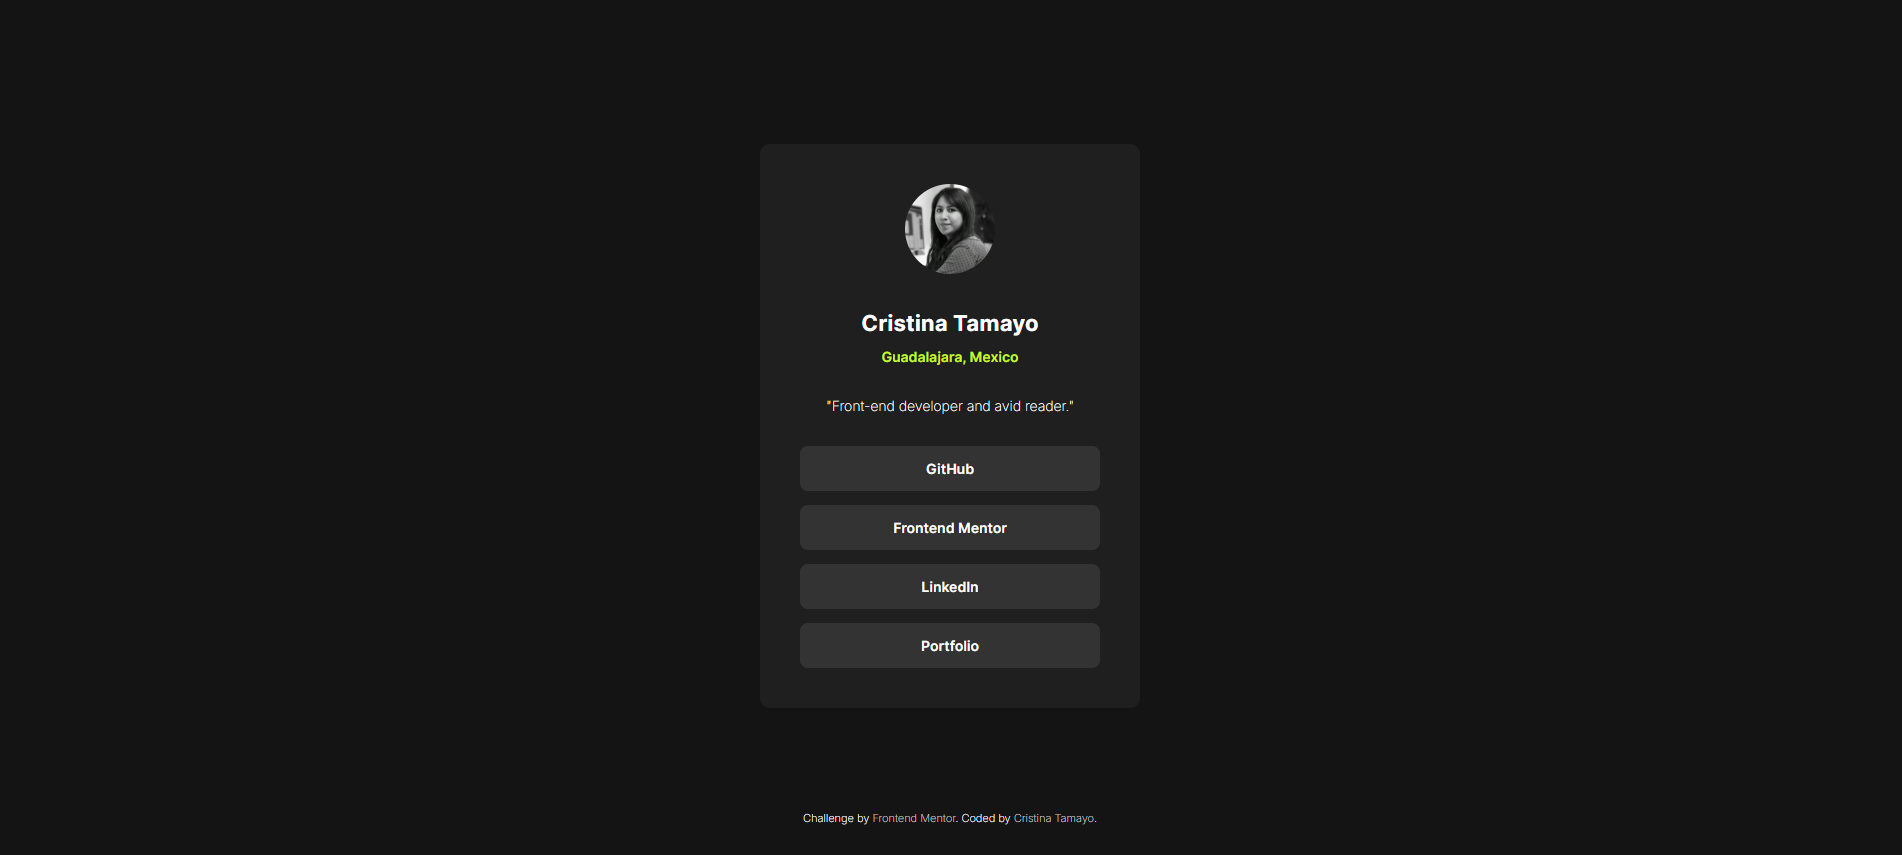 Cristina Tamayo
Guadalajara, Mexico
"Front-end developer and avid reader."
GitHub
Frontend Mentor
LinkedIn
Portfolio
Challenge by Frontend Mentor. Coded by Cristina Tamayo.